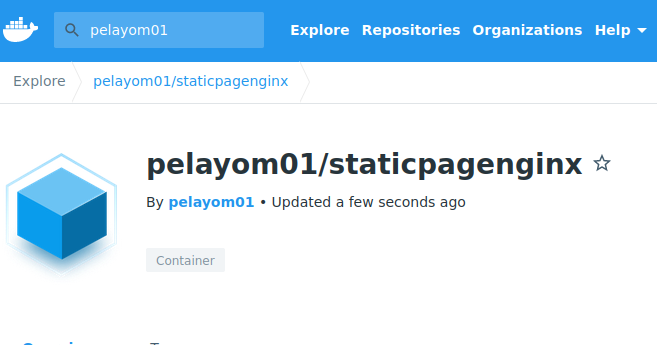 pelayom01
Explore Repositories Organizations Help
Explore pelayom01/staticpagenginx
pelayom01/staticpagenginx
By pelayom01 • Updated a few seconds ago
Container